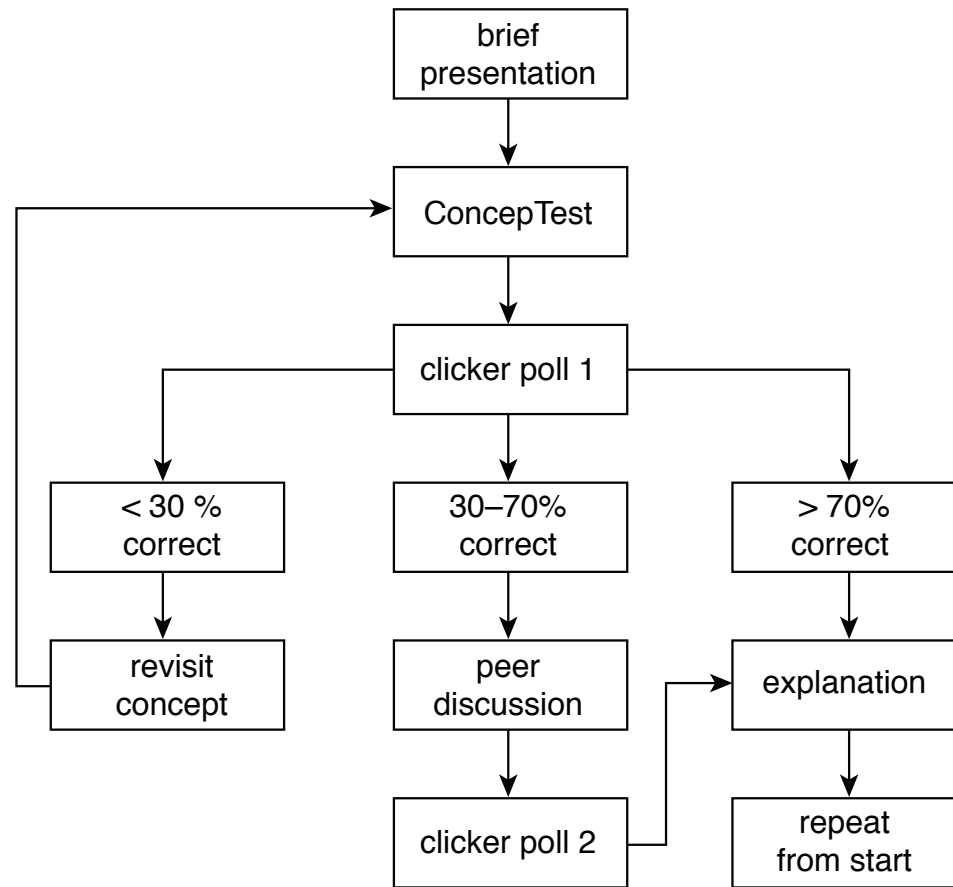 brief
presentation
ConcepTest
clicker poll 1
< 30 %
correct
30–70%
correct
> 70%
correct
revisit
concept
peer
discussion
explanation
clicker poll 2
repeat
from start